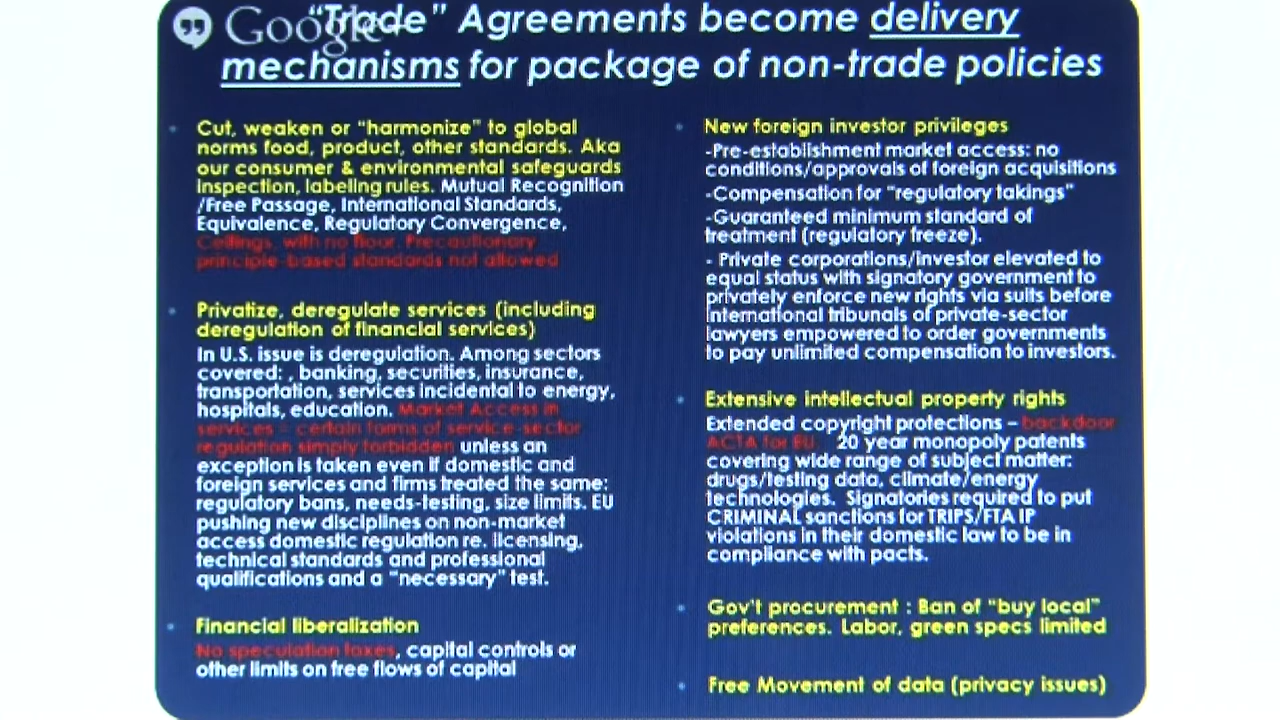 Google+
“Trade” Agreements become delivery
mechanisms for package of non-trade policies
Cut, weaken or “harmonize” to global
norms food, product, other standards. Aka
our consumer & environmental safeguards
inspection, labeling rules. Mutual Recognition
/Free Passage, International Standards,
Equivalence, Regulatory Convergence,
Ceilings, with no floor. Precautionary
principle-based standards not allowed
Privatize, deregulate services (including
deregulation of financial services)
In U.S. issue is deregulation. Among sectors
covered: , banking, securities, insurance,
transportation, services incidental to energy,
hospitals, education. Market Access in
services = certain forms of service-sector
regulation simply forbidden unless an
exception is taken even if domestic and
foreign services and firms treated the same:
regulatory bans, needs-testing, size limits. EU
pushing new disciplines on non-market
access domestic regulation re. licensing,
technical standards and professional
qualifications and a “necessary” test.
Financial liberalization
No speculation taxes, capital controls or
other limits on free flows of capital
New foreign investor privileges
-Pre-establishment market access: no
conditions/approvals of foreign acquisitions
-Compensation for “regulatory takings”
-Guaranteed minimum standard of
treatment (regulatory freeze).
- Private corporations/investor elevated to
equal status with signatory government to
privately enforce new rights via suits before
international tribunals of private-sector
lawyers empowered to order governments
to pay unlimited compensation to investors.
Extensive intellectual property rights
Extended copyright protections – backdoor
ACTA for EU. 20 year monopoly patents
covering wide range of subject matter:
drugs/testing data, climate/energy
technologies. Signatories required to put
CRIMINAL sanctions for TRIPS/FTA IP
violations in their domestic law to be in
compliance with pacts.
Gov't procurement : Ban of “buy local”
preferences. Labor, green specs limited
Free Movement of data (privacy issues)